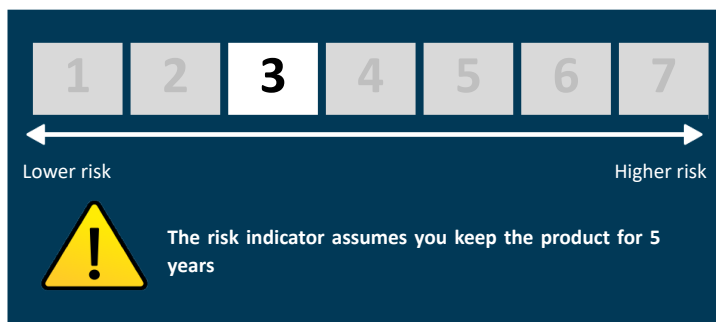 1 2 3 4 5 6 7
Lower risk Higher risk
The risk indicator assumes you keep the product for 5
years